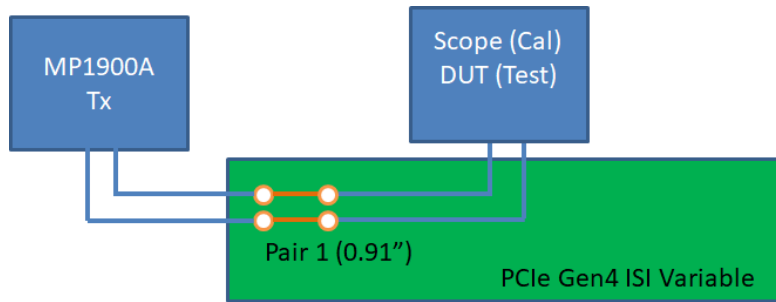 MP1900A
Tx
Scope (Cal)
DUT (Test)
Pair 1 (0.91”)
PCIe Gen4 ISI Variable